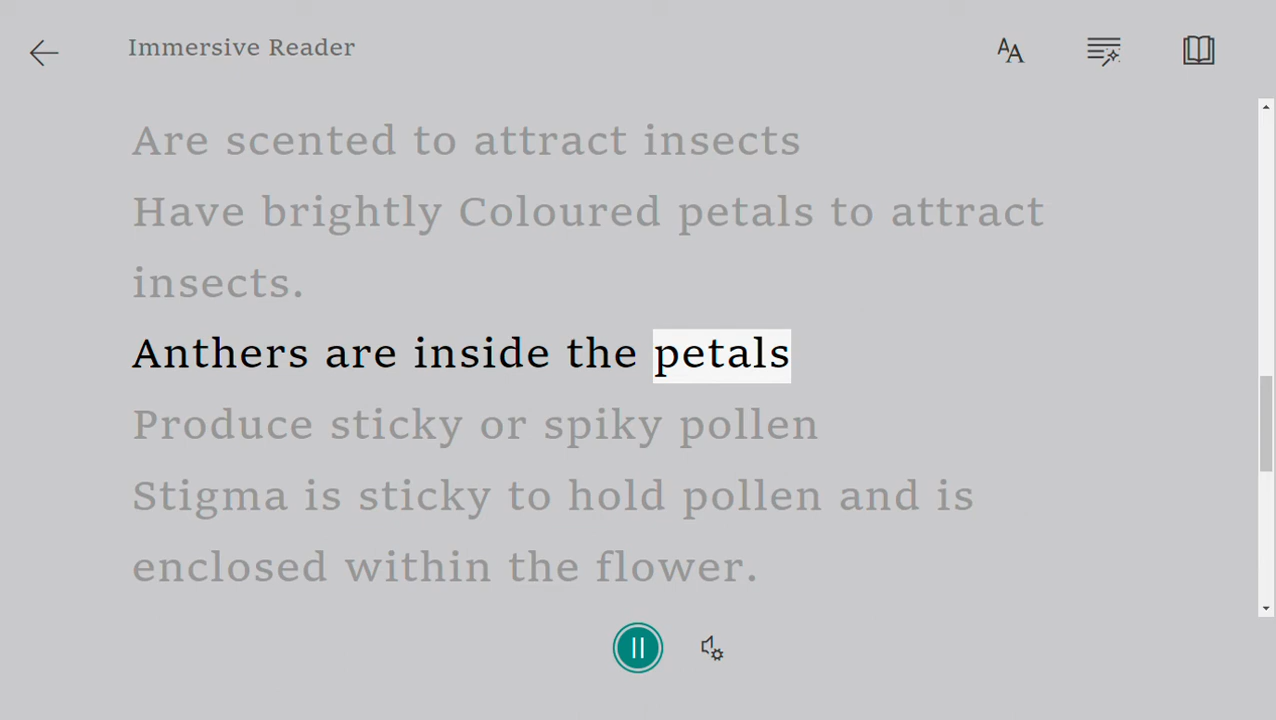 Immersive Reader
Are scented to attract insects
Have brightly Coloured petals to attract
insects.
Anthers are inside the petals
Produce sticky or spiky pollen
Stigma is sticky to hold pollen and is
enclosed within the flower.